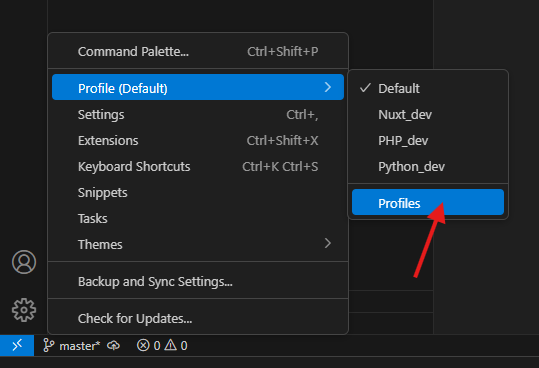 Command Palette... Ctrl+Shift+P
Profile (Default)
Settings Ctrl+,
Extensions Ctrl+Shift+X
Keyboard Shortcuts Ctrl+K Ctrl+S
Snippets
Tasks
Themes
Backup and Sync Settings...
Check for Updates...
Default
Nuxt_dev
PHP_dev
Python_dev
Profiles
master* 0 0